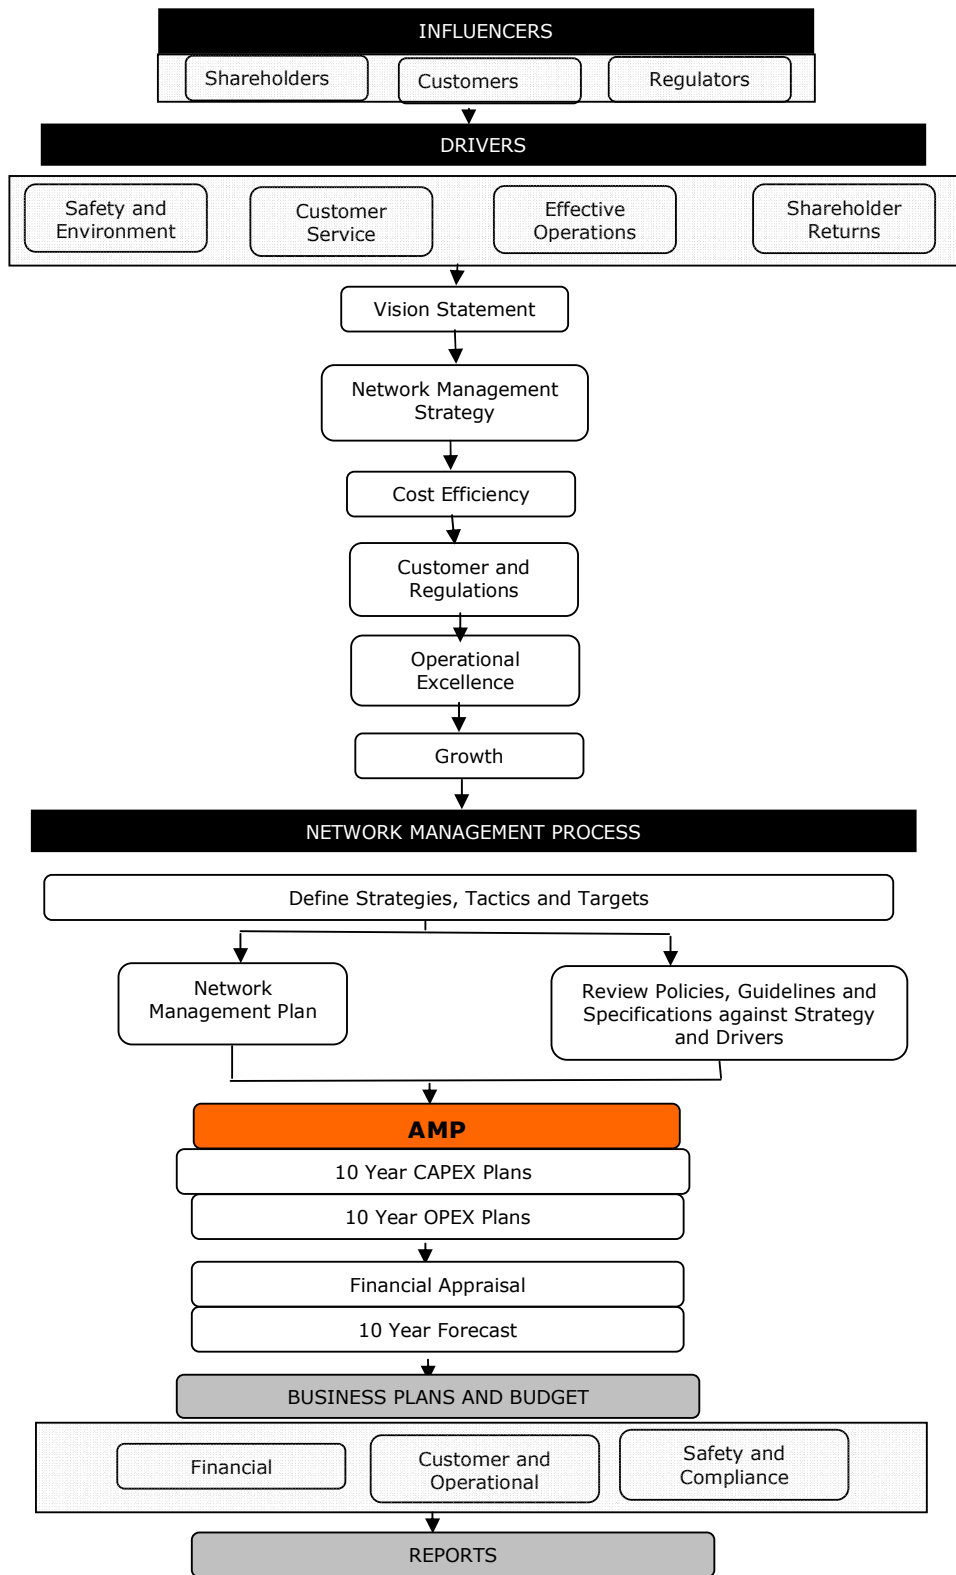 INFLUENCERS
Shareholders
Customers
Regulators
DRIVERS
Safety and
Environment
Customer
Service
Effective
Operations
Shareholder
Returns
Vision Statement
Network Management
Strategy
Cost Efficiency
Customer and
Regulations
Operational
Excellence
Growth
NETWORK MANAGEMENT PROCESS
Define Strategies, Tactics and Targets
Network
Management Plan
Review Policies, Guidelines and
Specifications against Strategy
and Drivers
AMP
10 Year CAPEX Plans
10 Year OPEX Plans
Financial Appraisal
10 Year Forecast
BUSINESS PLANS AND BUDGET
Financial
Customer and
Operational
Safety and
Compliance
REPORTS